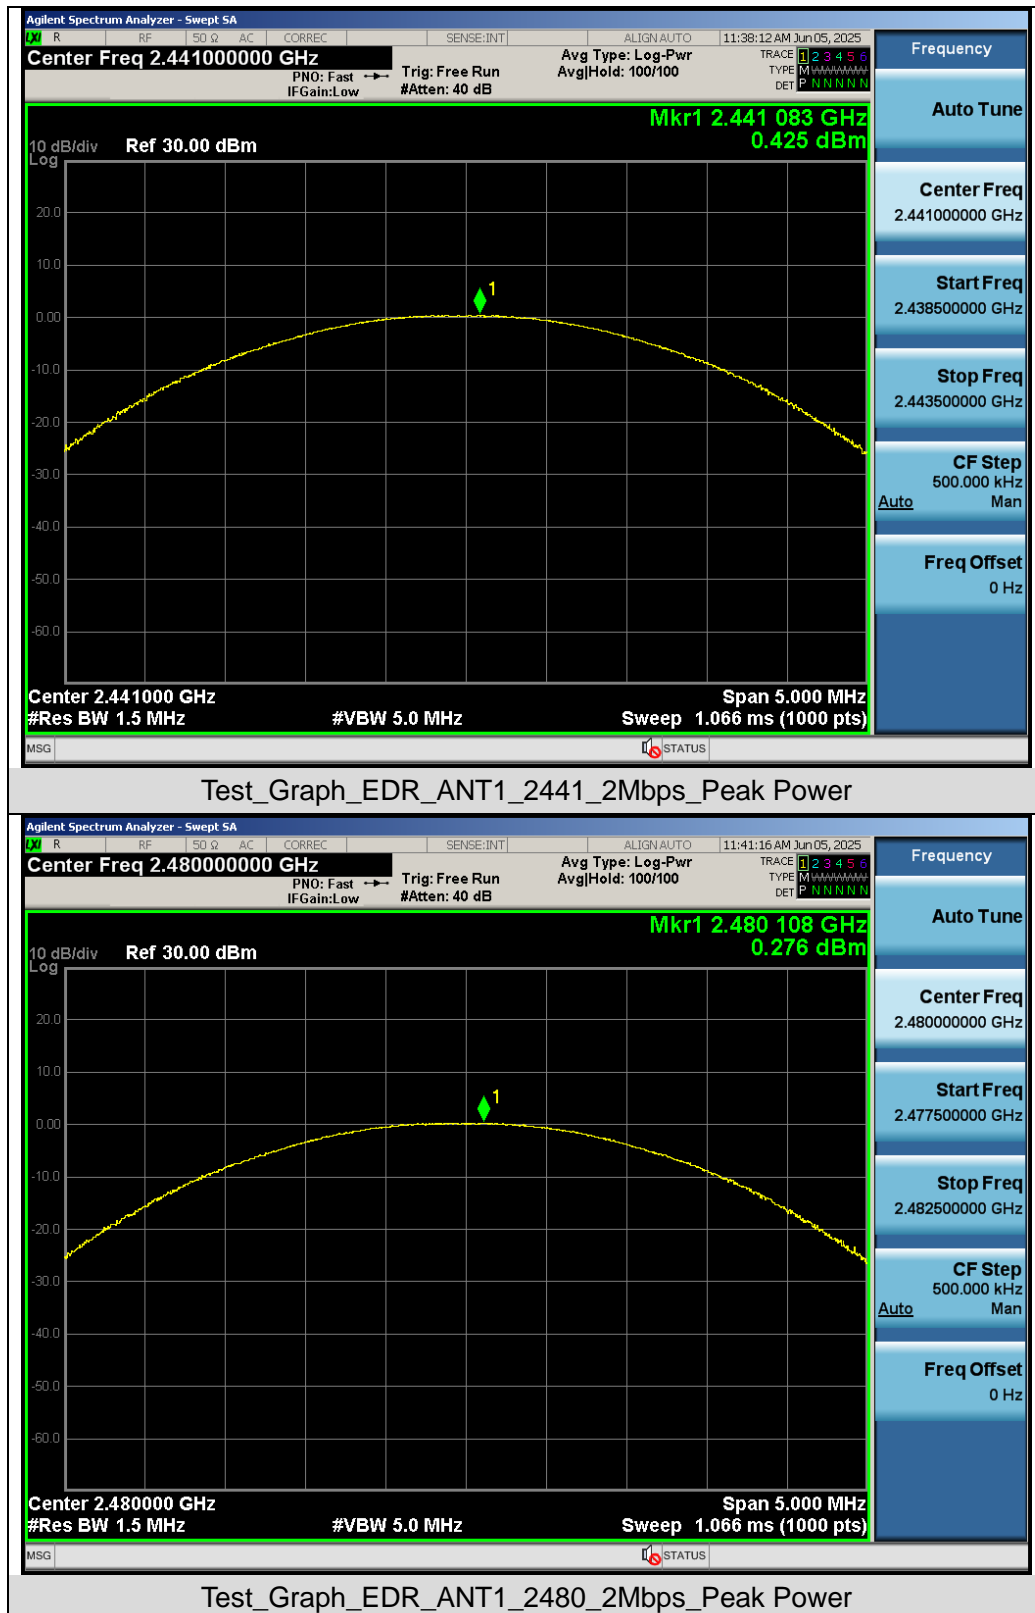 Agilent Spectrum Analyzer - Swept SA
LXI R RF 50 Ω AC CORREC SENSE:INT ALIGN AUTO 11:38:12 AM Jun 05, 2025
Center Freq 2.441000000 GHz
PNO: Fast
IFGain:Low
Trig: Free Run
#Atten: 40 dB
Avg Type: Log-Pwr
Avg|Hold: 100/100
TRACE 1 2 3 4 5 6
TYPE M
DET P N N N N N
Mkr1 2.441 083 GHz
0.425 dBm
10 dB/div Ref 30.00 dBm
Log
1
20.0
10.0
0.00
-10.0
-20.0
-30.0
-40.0
-50.0
-60.0
Center 2.441000 GHz Span 5.000 MHz
#Res BW 1.5 MHz #VBW 5.0 MHz Sweep 1.066 ms (1000 pts)
MSG STATUS
Frequency
Auto Tune
Center Freq
2.441000000 GHz
Start Freq
2.438500000 GHz
Stop Freq
2.443500000 GHz
CF Step
500.000 kHz
Auto Man
Freq Offset
0 Hz
Test_Graph_EDR_ANT1_2441_2Mbps_Peak Power
Agilent Spectrum Analyzer - Swept SA
LXI R RF 50 Ω AC CORREC SENSE:INT ALIGN AUTO 11:41:16 AM Jun 05, 2025
Center Freq 2.480000000 GHz
PNO: Fast
IFGain:Low
Trig: Free Run
#Atten: 40 dB
Avg Type: Log-Pwr
Avg|Hold: 100/100
TRACE 1 2 3 4 5 6
TYPE M
DET P N N N N N
Mkr1 2.480 108 GHz
0.276 dBm
10 dB/div Ref 30.00 dBm
Log
1
20.0
10.0
0.00
-10.0
-20.0
-30.0
-40.0
-50.0
-60.0
Center 2.480000 GHz Span 5.000 MHz
#Res BW 1.5 MHz #VBW 5.0 MHz Sweep 1.066 ms (1000 pts)
MSG STATUS
Frequency
Auto Tune
Center Freq
2.480000000 GHz
Start Freq
2.477500000 GHz
Stop Freq
2.482500000 GHz
CF Step
500.000 kHz
Auto Man
Freq Offset
0 Hz
Test_Graph_EDR_ANT1_2480_2Mbps_Peak Power